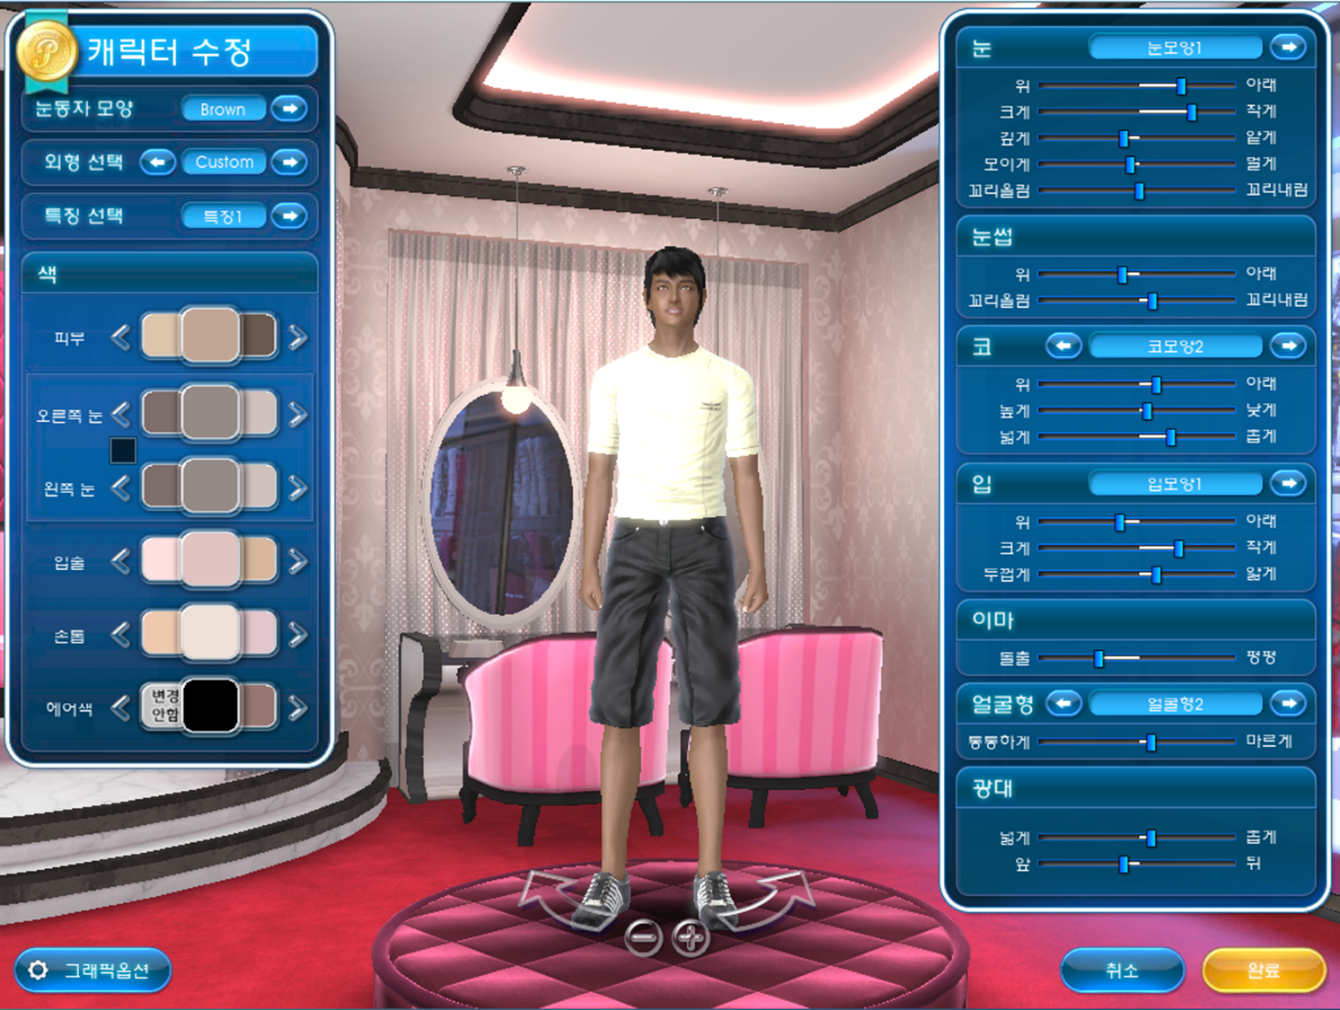 캐릭터 수정
눈동자 모양 Brown
외형 선택 Custom
특징 선택 특징1
색
피부
오른쪽 눈
왼쪽 눈
입술
손톱
헤어색 변경 안함
그래픽옵션
눈 눈모양1
위 아래
크게 작게
깊게 얕게
모이게 멀게
꼬리올림 꼬리내림
눈썹
위 아래
꼬리올림 꼬리내림
코 코모양2
위 아래
높게 낮게
넓게 좁게
입 입모양1
위 아래
크게 작게
두껍게 얇게
이마
돌출 평평
얼굴형 얼굴형2
통통하게 마르게
광대
넓게 좁게
앞 뒤
취소 완료